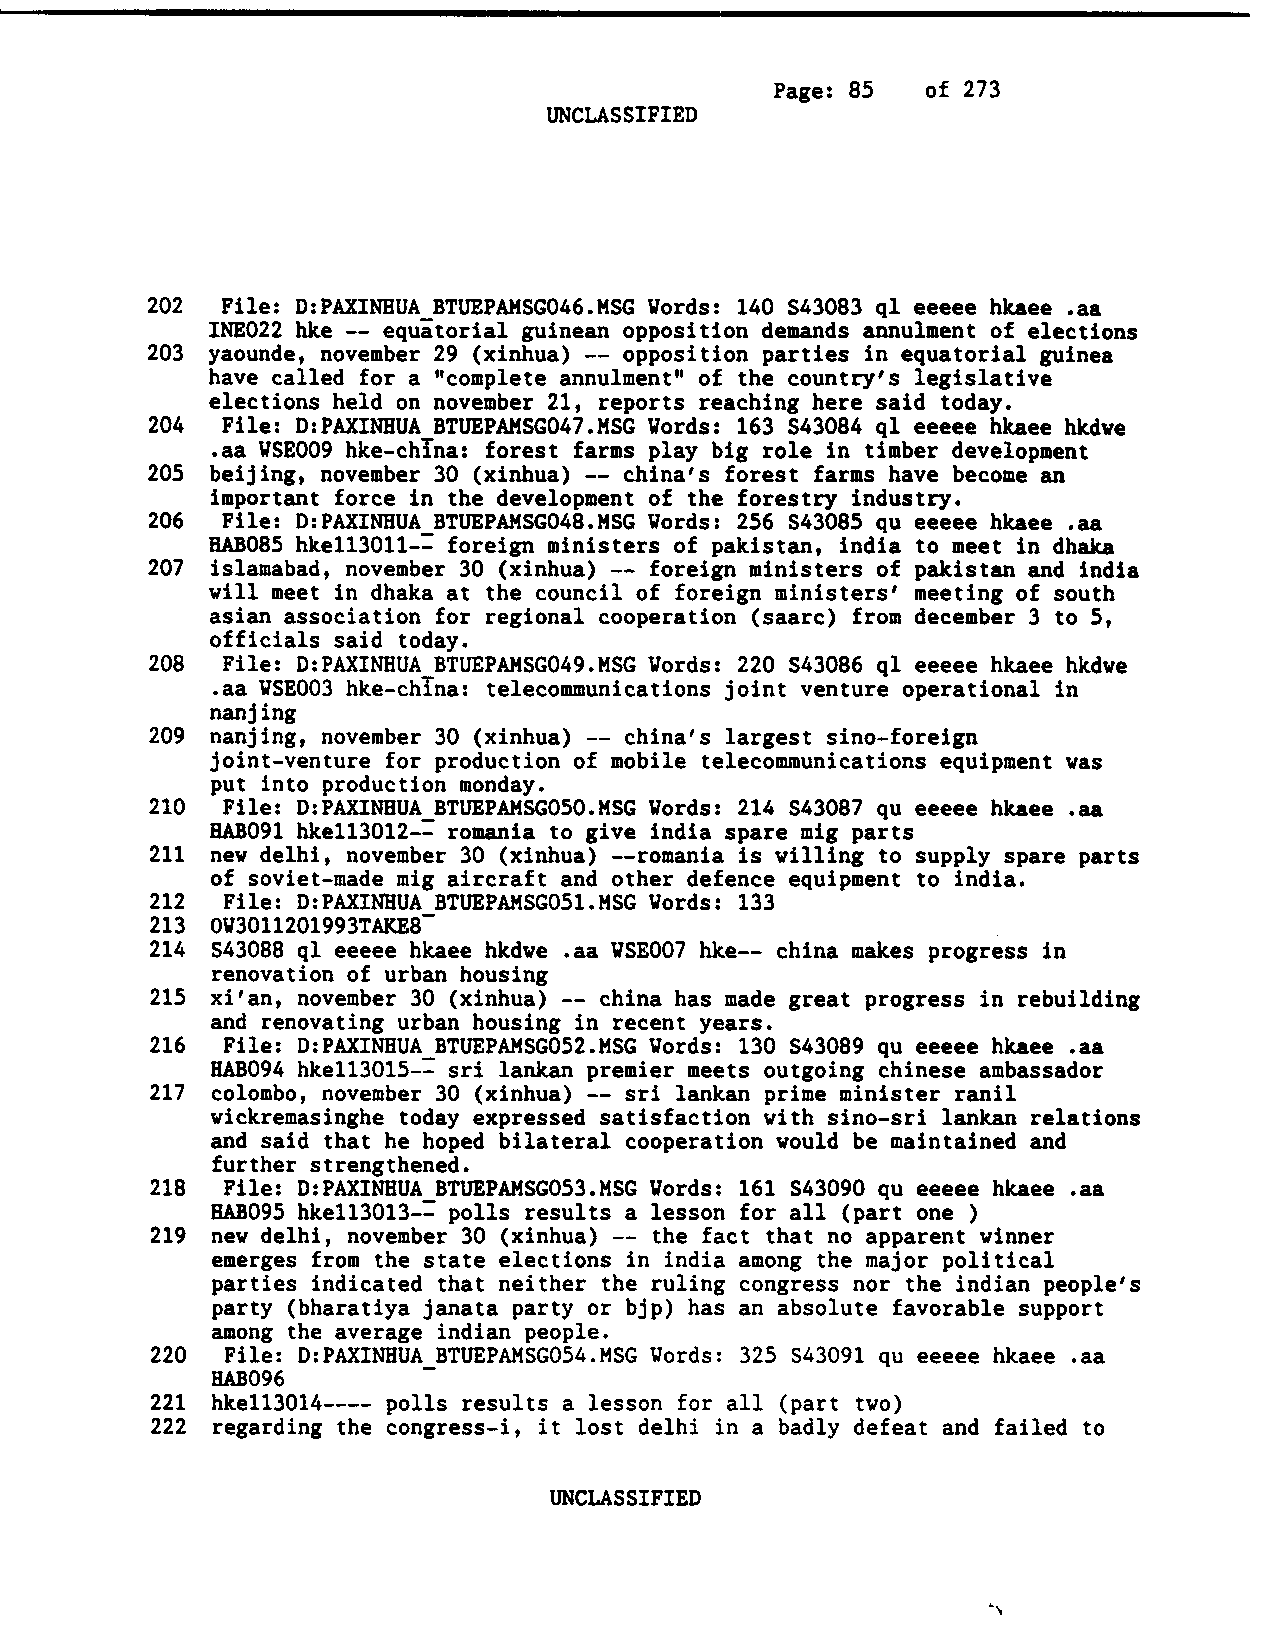 Page: 85 of 273
UNCLASSIFIED
202 File: D:PAXINHUA_BTUEPAMSG046.MSG Words: 140 S43083 ql eeeee hkaee .aa
INE022 hke -- equatorial guinean opposition demands annulment of elections
203 yaounde, november 29 (xinhua) -- opposition parties in equatorial guinea
have called for a "complete annulment" of the country's legislative
elections held on november 21, reports reaching here said today.
204 File: D:PAXINHUA_BTUEPAMSG047.MSG Words: 163 S43084 ql eeeee hkaee hkdwe
.aa WSE009 hke-china: forest farms play big role in timber development
205 beijing, november 30 (xinhua) -- china's forest farms have become an
important force in the development of the forestry industry.
206 File: D:PAXINHUA_BTUEPAMSG048.MSG Words: 256 S43085 qu eeeee hkaee .aa
HAB085 hke113011-- foreign ministers of pakistan, india to meet in dhaka
207 islamabad, november 30 (xinhua) -- foreign ministers of pakistan and india
will meet in dhaka at the council of foreign ministers' meeting of south
asian association for regional cooperation (saarc) from december 3 to 5,
officials said today.
208 File: D:PAXINHUA_BTUEPAMSG049.MSG Words: 220 S43086 ql eeeee hkaee hkdwe
.aa WSE003 hke-china: telecommunications joint venture operational in
nanjing
209 nanjing, november 30 (xinhua) -- china's largest sino-foreign
joint-venture for production of mobile telecommunications equipment was
put into production monday.
210 File: D:PAXINHUA_BTUEPAMSG050.MSG Words: 214 S43087 qu eeeee hkaee .aa
HAB091 hke113012-- romania to give india spare mig parts
211 new delhi, november 30 (xinhua) --romania is willing to supply spare parts
of soviet-made mig aircraft and other defence equipment to india.
212 File: D:PAXINHUA_BTUEPAMSG051.MSG Words: 133
213 OW3011201993TAKE8
214 S43088 ql eeeee hkaee hkdwe .aa WSE007 hke-- china makes progress in
renovation of urban housing
215 xi'an, november 30 (xinhua) -- china has made great progress in rebuilding
and renovating urban housing in recent years.
216 File: D:PAXINHUA_BTUEPAMSG052.MSG Words: 130 S43089 qu eeeee hkaee .aa
HAB094 hke113015-- sri lankan premier meets outgoing chinese ambassador
217 colombo, november 30 (xinhua) -- sri lankan prime minister ranil
wickremasinghe today expressed satisfaction with sino-sri lankan relations
and said that he hoped bilateral cooperation would be maintained and
further strengthened.
218 File: D:PAXINHUA_BTUEPAMSG053.MSG Words: 161 S43090 qu eeeee hkaee .aa
HAB095 hke113013-- polls results a lesson for all (part one )
219 new delhi, november 30 (xinhua) -- the fact that no apparent winner
emerges from the state elections in india among the major political
parties indicated that neither the ruling congress nor the indian people's
party (bharatiya janata party or bjp) has an absolute favorable support
among the average indian people.
220 File: D:PAXINHUA_BTUEPAMSG054.MSG Words: 325 S43091 qu eeeee hkaee .aa
HAB096
221 hke113014---- polls results a lesson for all (part two)
222 regarding the congress-i, it lost delhi in a badly defeat and failed to
UNCLASSIFIED